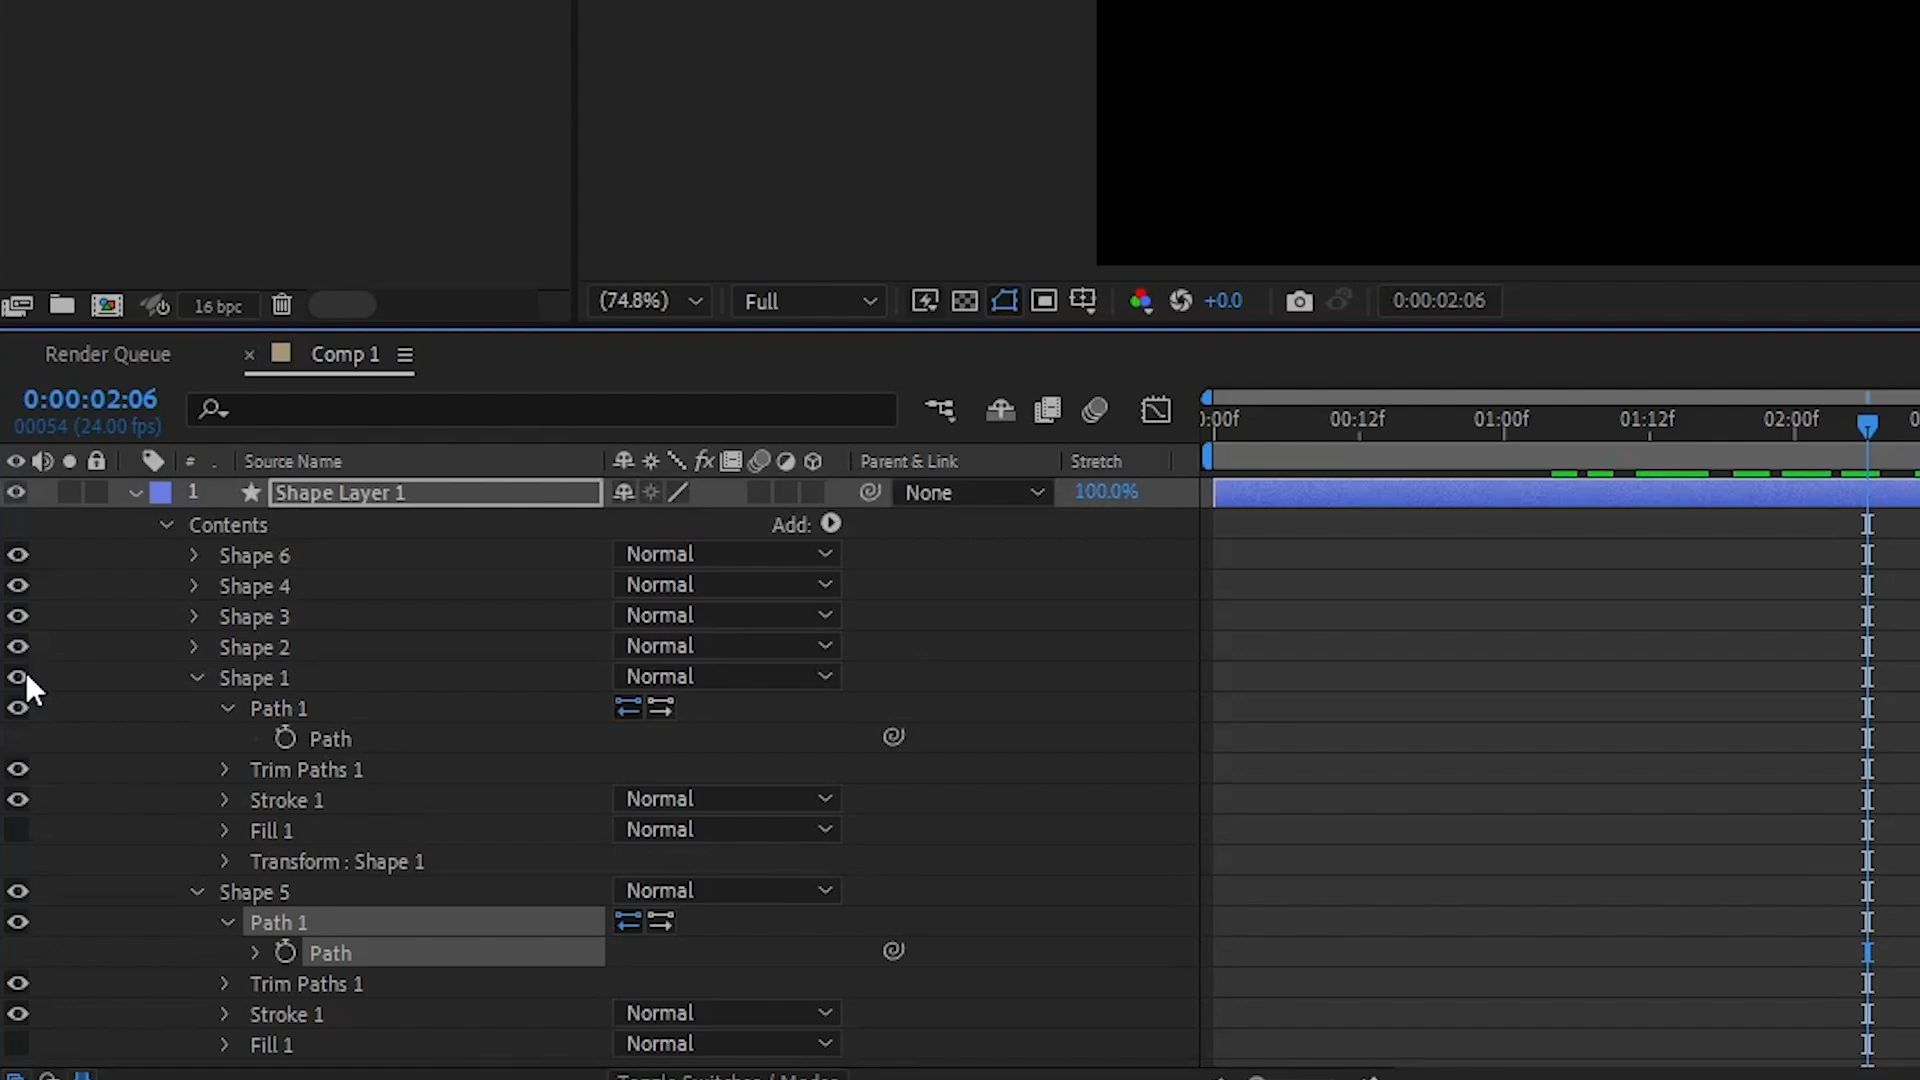 16 bpc
(74.8%)
Full
+0.0
0:00:02:06
Render Queue
× Comp 1
0:00:02:06
00054 (24.00 fps)
):00f 00:12f 01:00f 01:12f 02:00f
# . Source Name
fx
Parent & Link
Stretch
1 Shape Layer 1 None 100.0%
Contents Add:
Shape 6 Normal
Shape 4 Normal
Shape 3 Normal
Shape 2 Normal
Shape 1 Normal
Path 1
Path
Trim Paths 1
Stroke 1 Normal
Fill 1 Normal
Transform : Shape 1
Shape 5 Normal
Path 1
Path
Trim Paths 1
Stroke 1 Normal
Fill 1 Normal
Toggle Switches / Modes